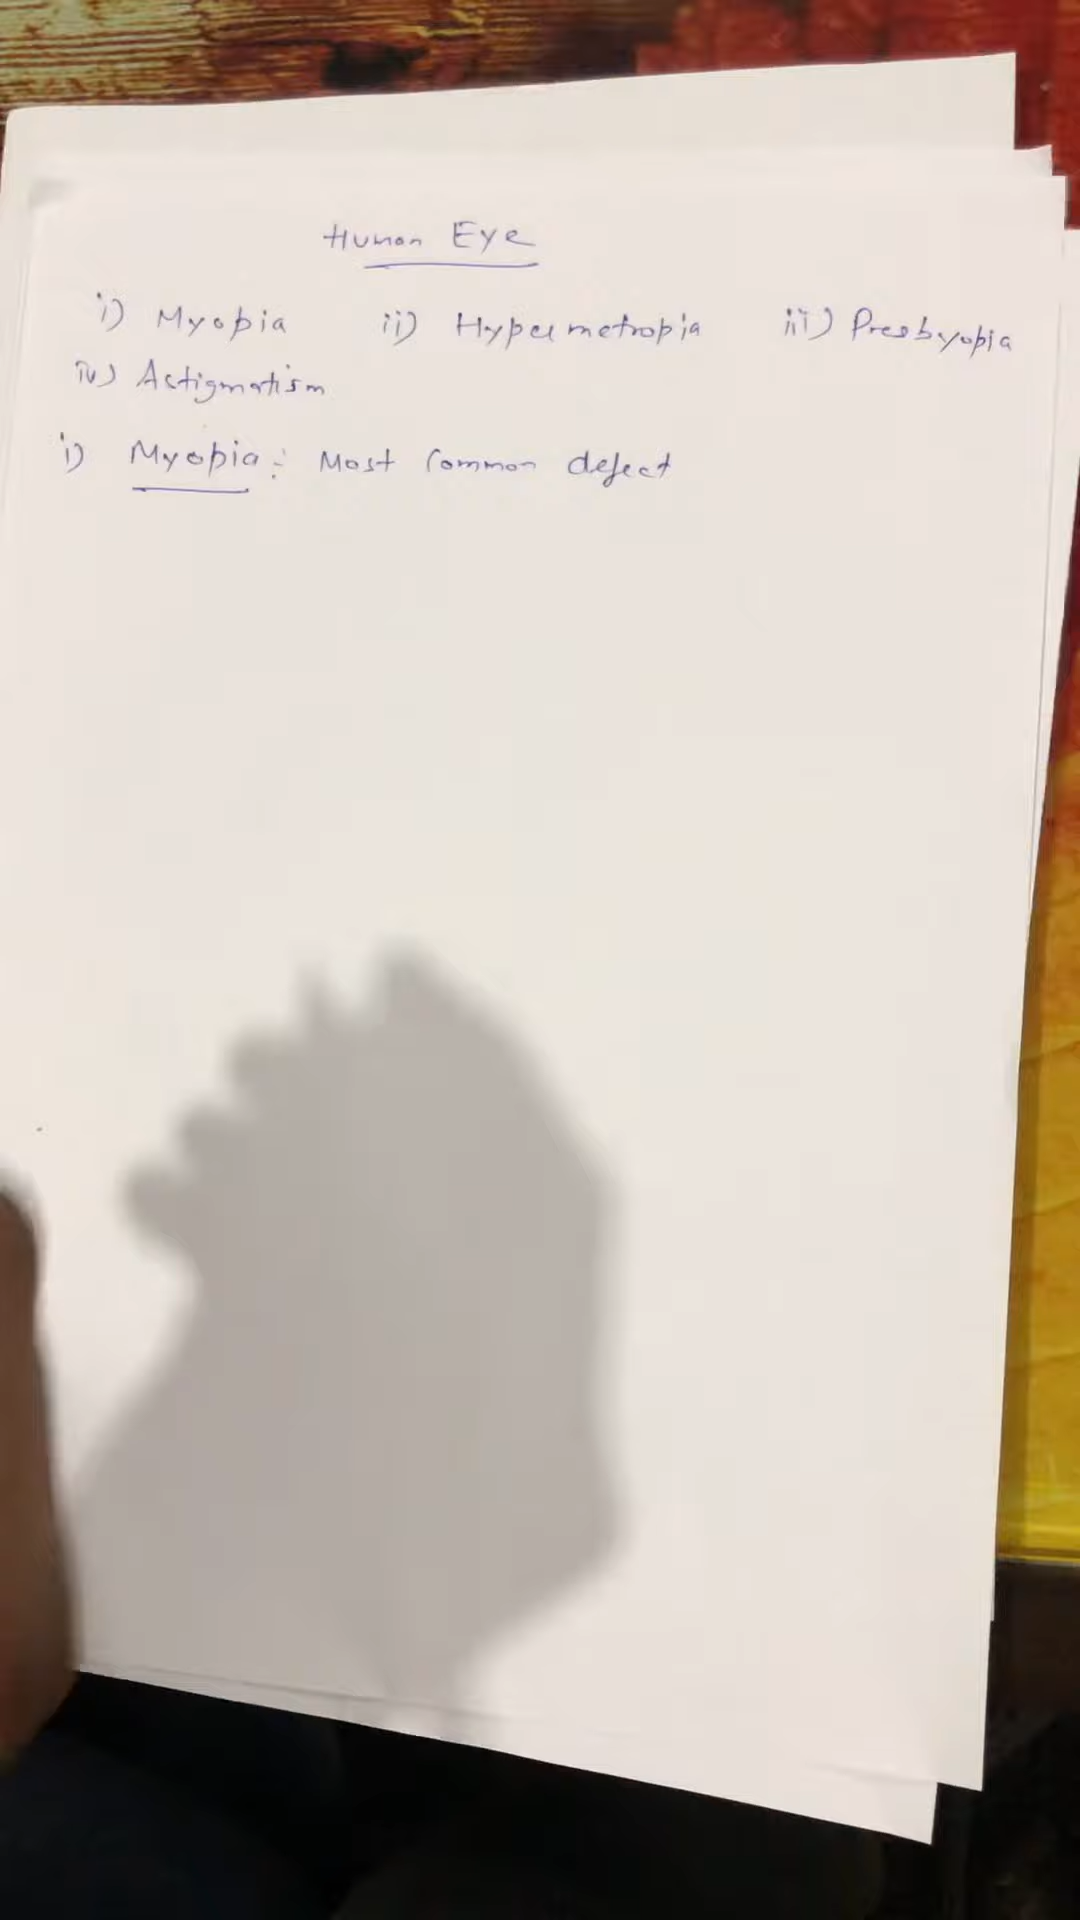 Human Eye
i) Myopia ii) Hypermetropia iii) Presbyopia
iv) Astigmatism
i) Myopia :- Most Common defect